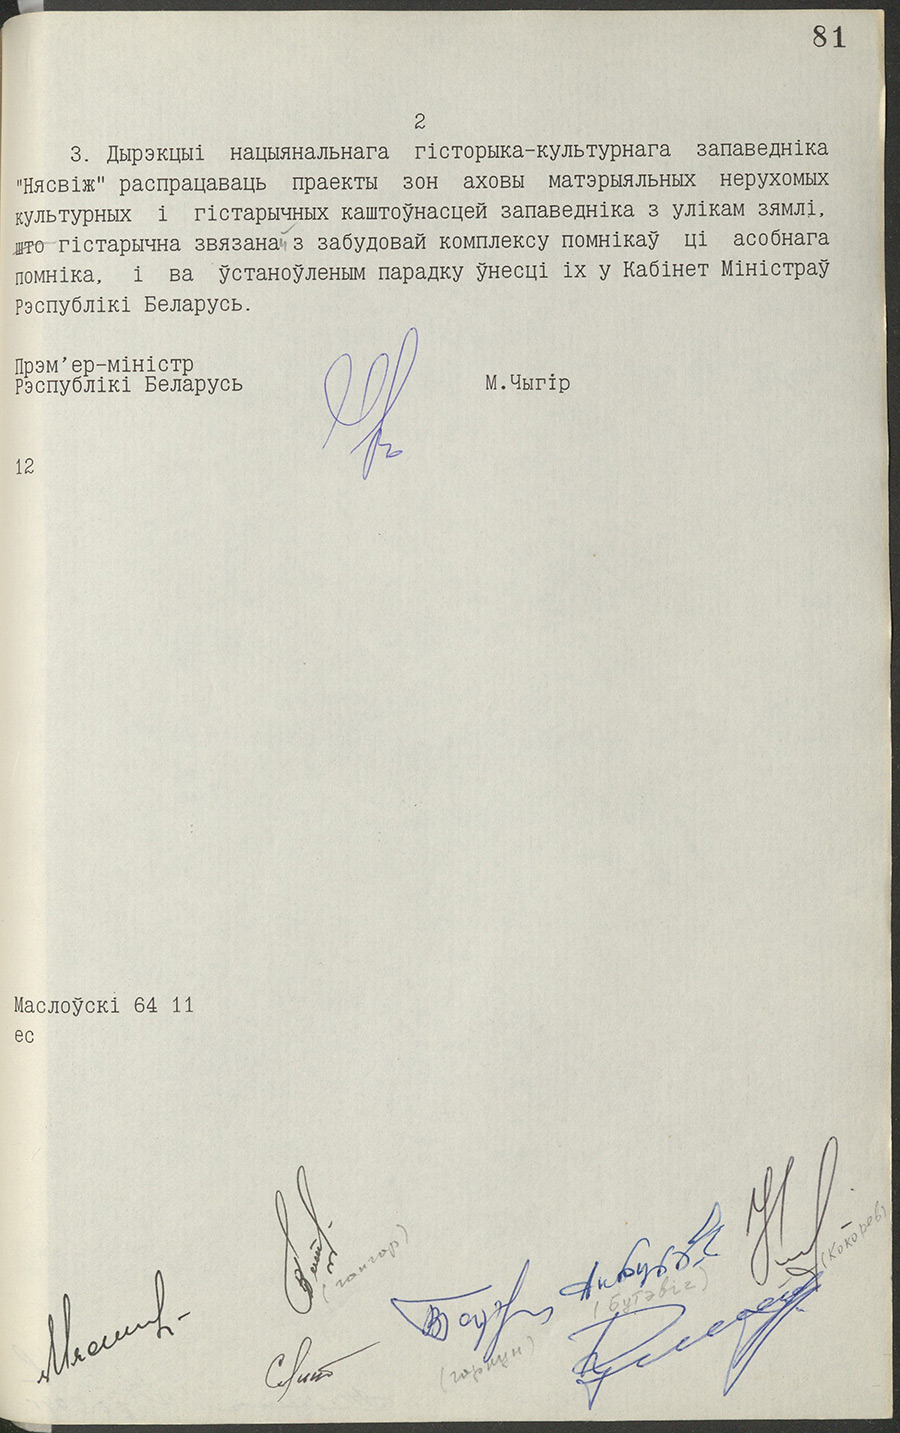 81
2
3. Дырэкцыі нацыянальнага гісторыка-культурнага запаведніка
"Нясвіж" распрацаваць праекты зон аховы матэрыяльных нерухомых
культурных і гістарычных каштоўнасцей запаведніка з улікам зямлі,
што гістарычна звязана з забудовай комплексу помнікаў ці асобнага
помніка, і ва ўстаноўленым парадку ўнесці іх у Кабінет Міністраў
Рэспублікі Беларусь.
Прэм'ер-міністр
Рэспублікі Беларусь М.Чыгір
12
Маслоўскі 64 11
ес
(Кокорев)
(бутэвіч)